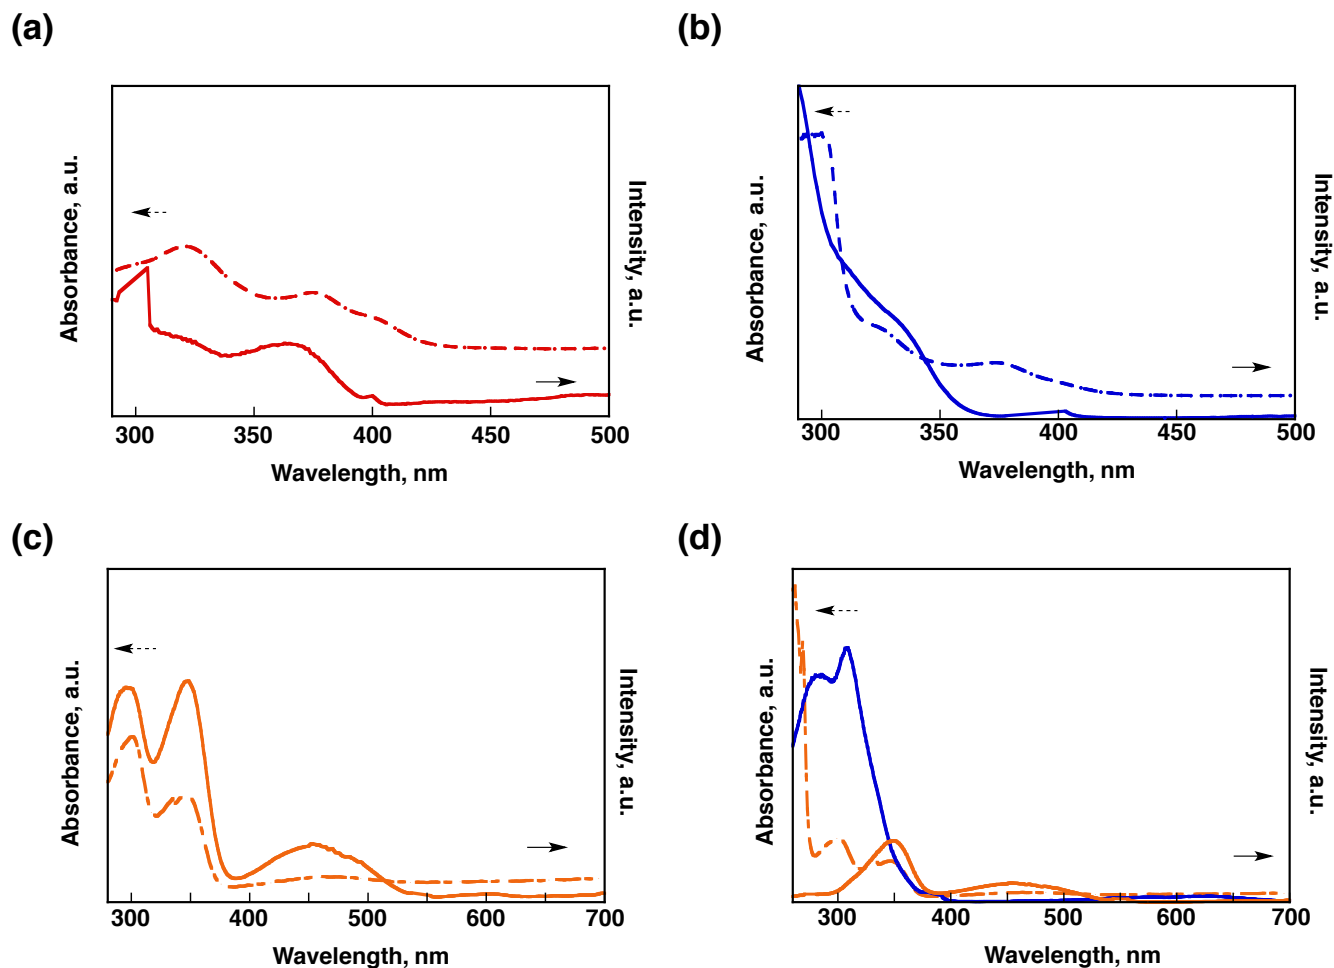 (a)
Absorbance, a.u.
Intensity, a.u.
300 350 400 450 500
Wavelength, nm
(b)
Absorbance, a.u.
Intensity, a.u.
300 350 400 450 500
Wavelength, nm
(c)
Absorbance, a.u.
Intensity, a.u.
300 400 500 600 700
Wavelength, nm
(d)
Absorbance, a.u.
Intensity, a.u.
300 400 500 600 700
Wavelength, nm